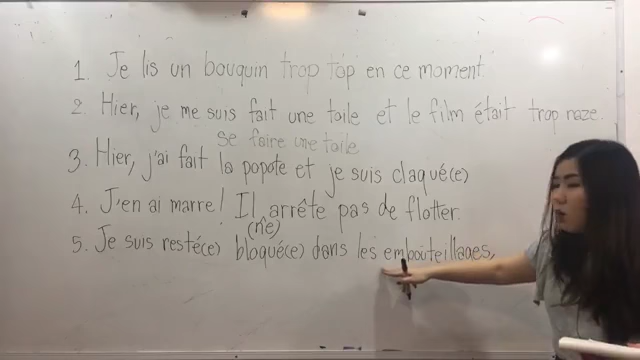 1. Je lis un bouquin trop top en ce moment.
2. Hier, je me suis fait une toile et le film était trop naze.
se faire une toile
3. Hier, j'ai fait la popote et je suis claqué(e)
4. J'en ai marre! Il arrête pas de flotter.
(n'e)
5. Je suis resté(e) bloqué(e) dans les embouteillages,